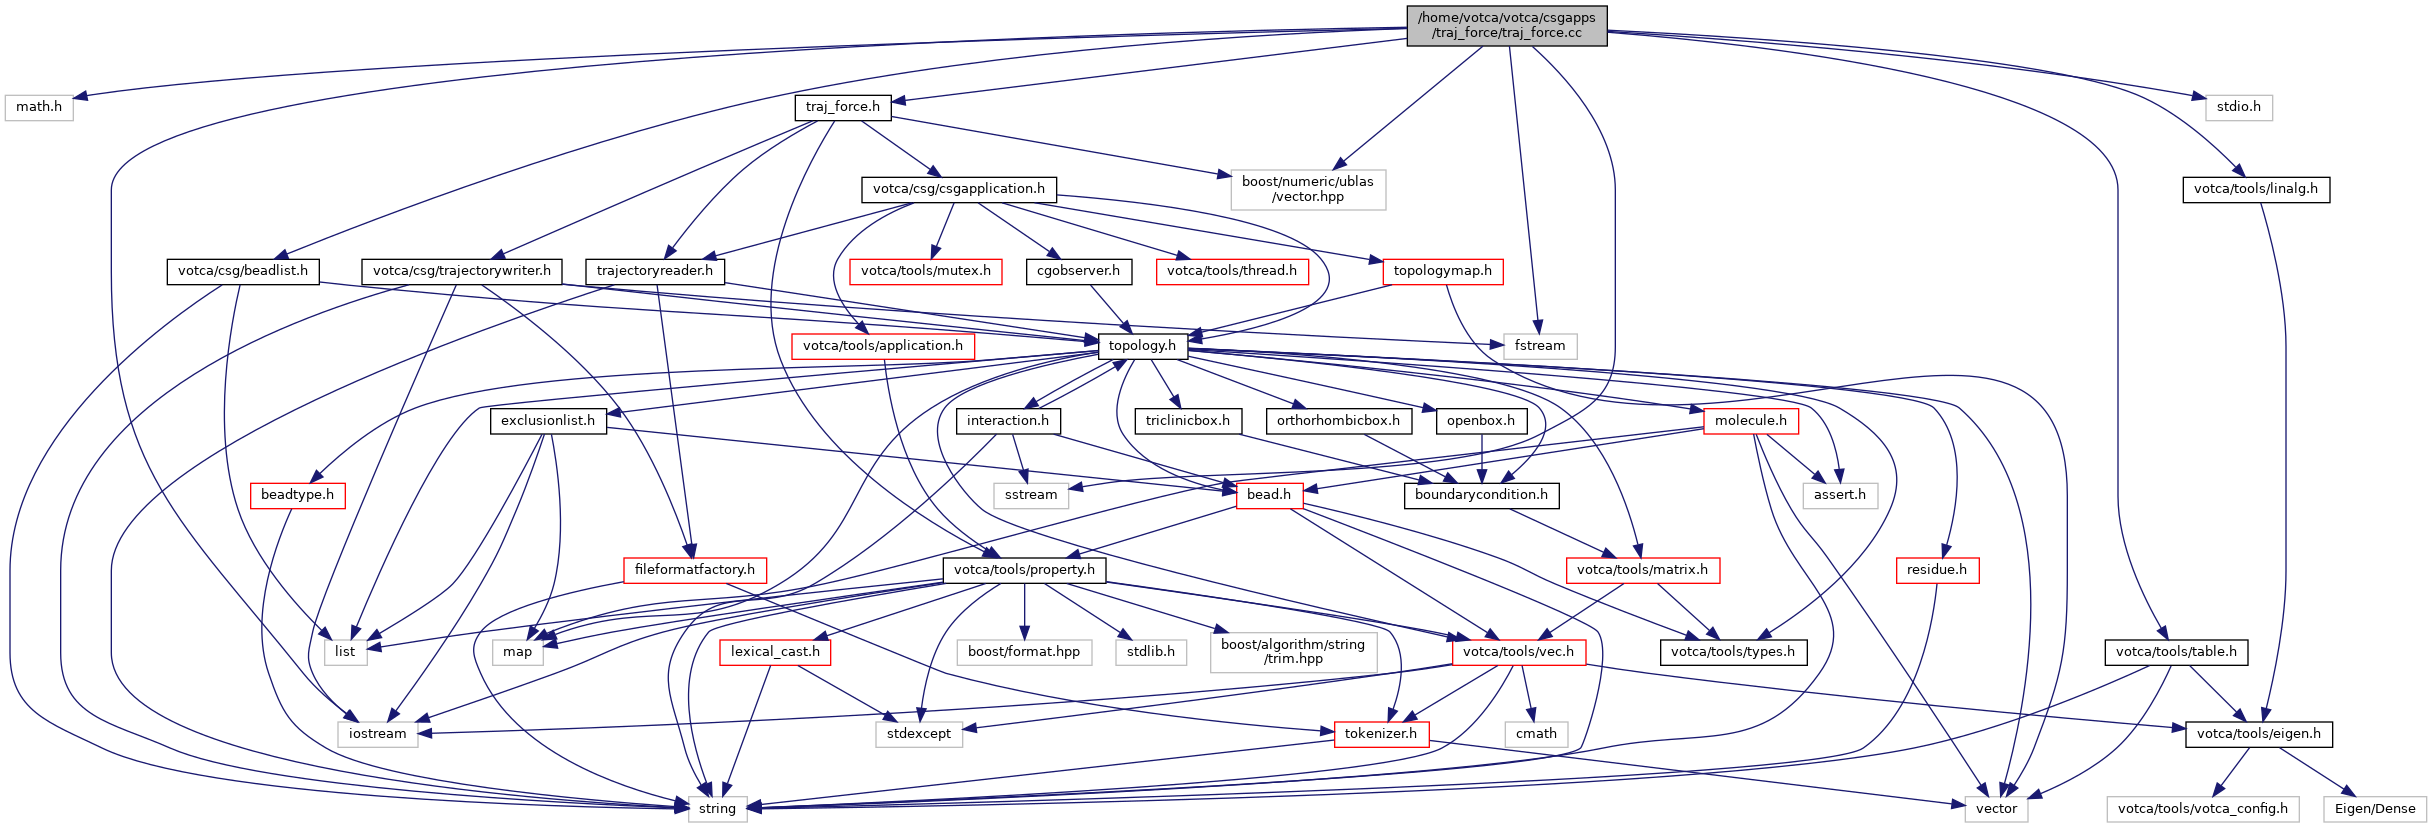 /home/votca/votca/csgapps
/traj_force/traj_force.cc
math.h
traj_force.h
stdio.h
votca/csg/csgapplication.h
boost/numeric/ublas
/vector.hpp
votca/tools/linalg.h
votca/csg/beadlist.h
votca/csg/trajectorywriter.h
trajectoryreader.h
votca/tools/mutex.h
cgobserver.h
votca/tools/thread.h
topologymap.h
votca/tools/application.h
topology.h
fstream
exclusionlist.h
interaction.h
triclinicbox.h
orthorhombicbox.h
openbox.h
molecule.h
beadtype.h
sstream
bead.h
boundarycondition.h
assert.h
fileformatfactory.h
votca/tools/property.h
votca/tools/matrix.h
residue.h
list
map
lexical_cast.h
boost/format.hpp
stdlib.h
boost/algorithm/string
/trim.hpp
votca/tools/vec.h
votca/tools/types.h
votca/tools/table.h
iostream
stdexcept
tokenizer.h
cmath
votca/tools/eigen.h
string
vector
votca/tools/votca_config.h
Eigen/Dense